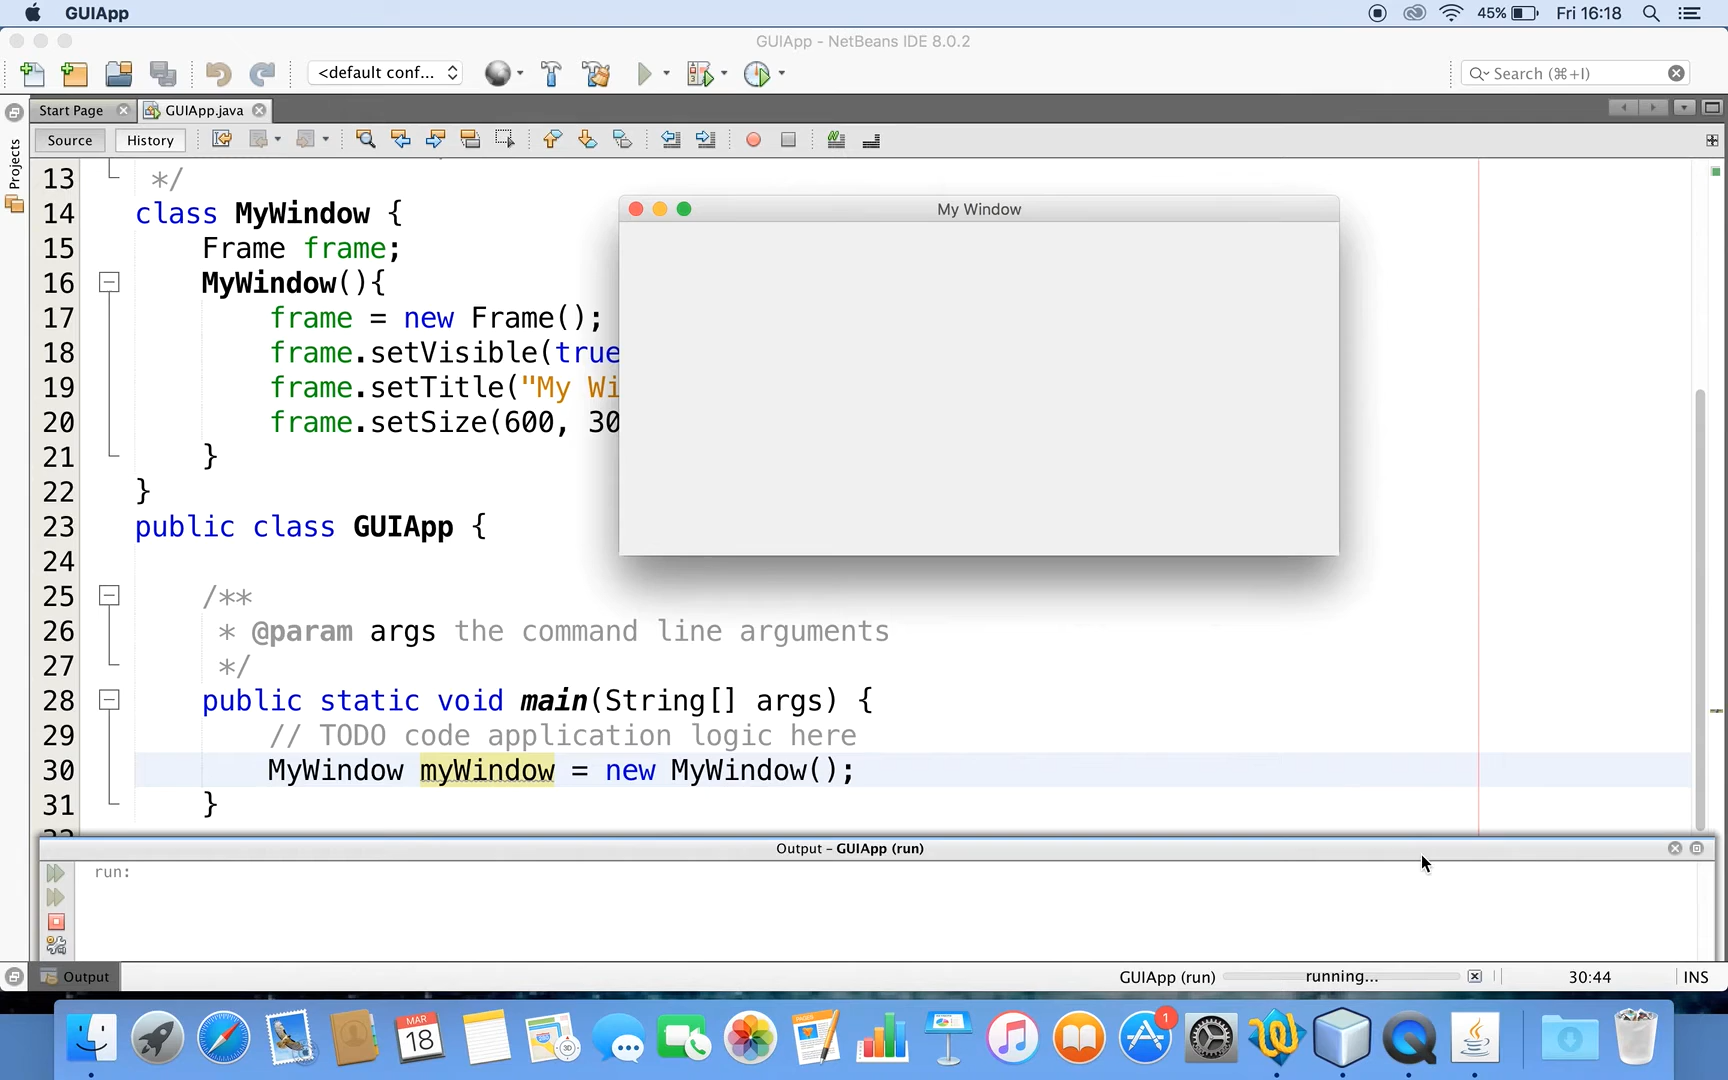 GUIApp
45%
Fri 16:18
GUIApp - NetBeans IDE 8.0.2
<default conf...
Search (⌘+I)
Start Page
GUIApp.java
Source
History
Projects
13 */
14 class MyWindow {
15 Frame frame;
16 MyWindow(){
17 frame = new Frame();
18 frame.setVisible(true
19 frame.setTitle("My Wi
20 frame.setSize(600, 30
21 }
22 }
23 public class GUIApp {
24
25 /**
26 * @param args the command line arguments
27 */
28 public static void main(String[] args) {
29 // TODO code application logic here
30 MyWindow myWindow = new MyWindow();
31 }
My Window
Output - GUIApp (run)
run:
Output
GUIApp (run)
running...
30:44
INS
MAR
18
1
PAGES